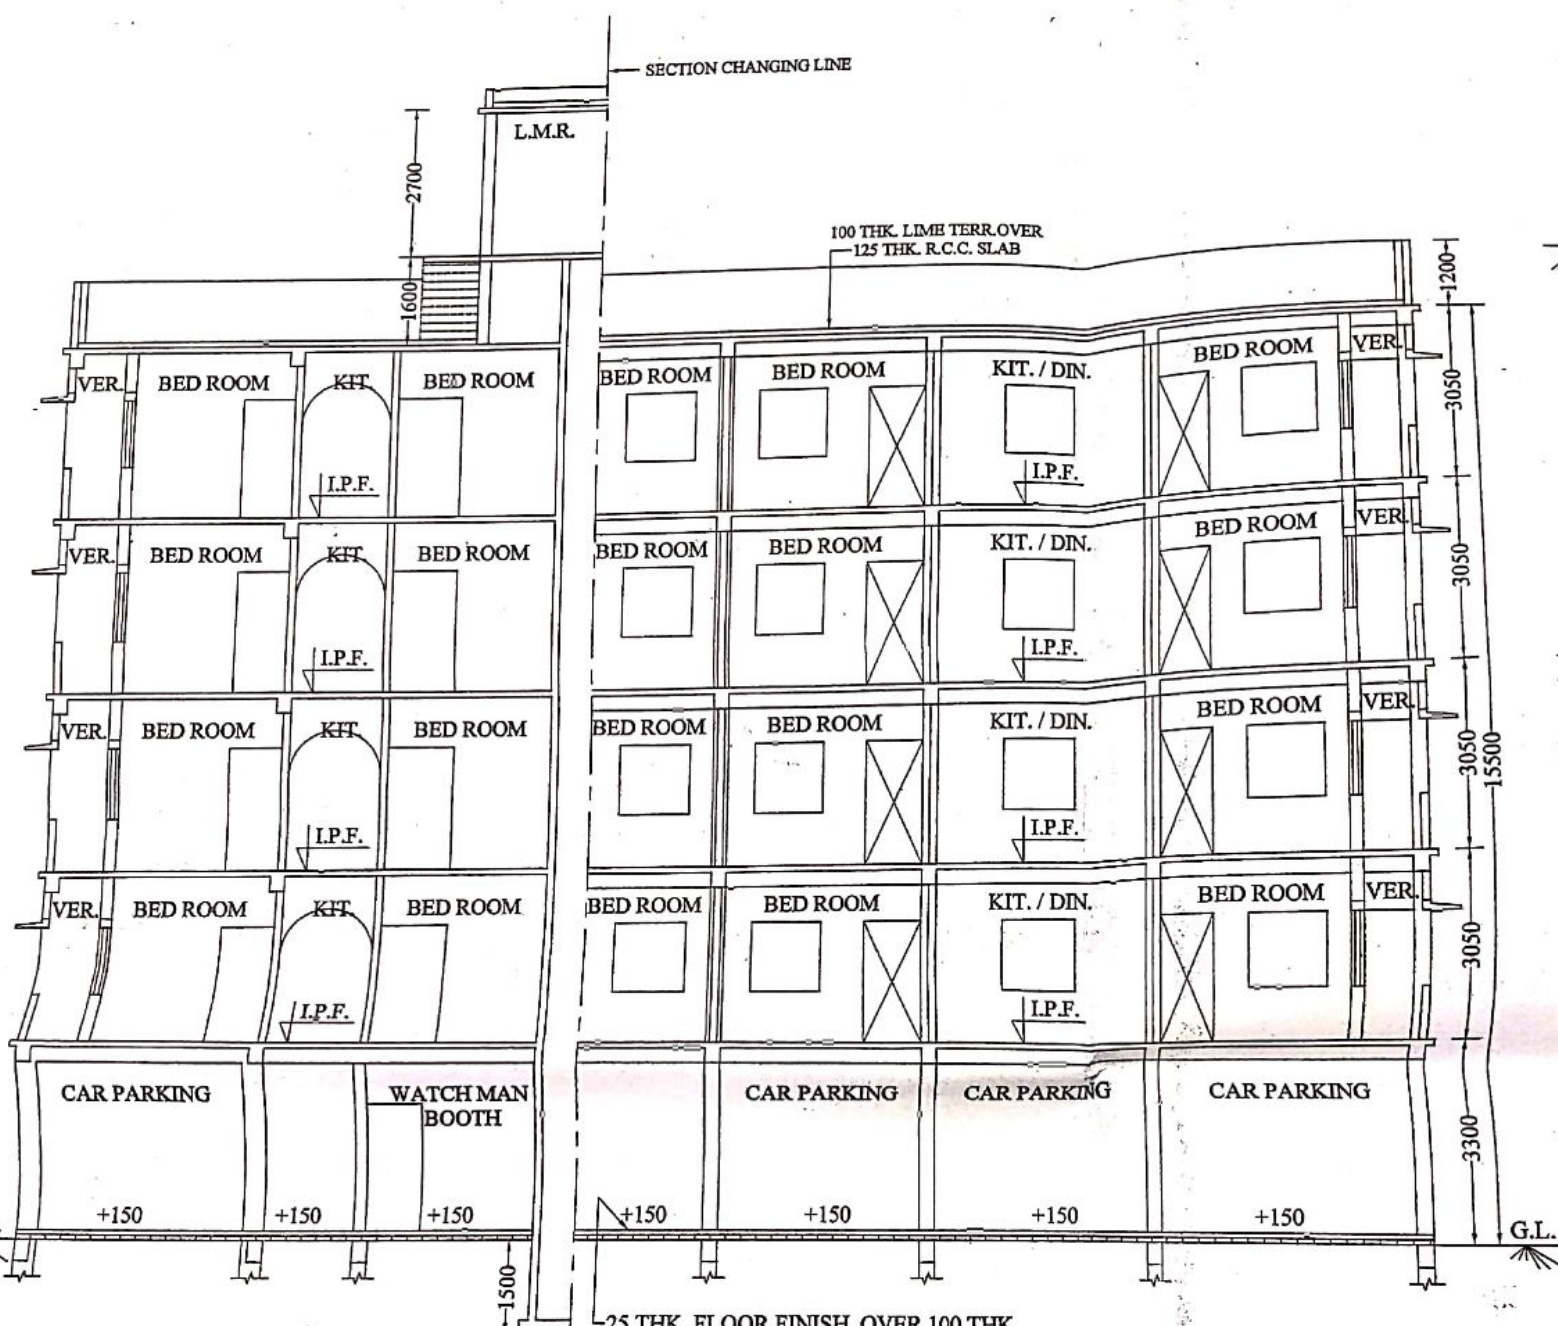 SECTION CHANGING LINE
L.M.R.
2700
100 THK. LIME TERR.OVER
125 THK. R.C.C. SLAB
1200
1600
VER. BED ROOM KIT. BED ROOM BED ROOM BED ROOM KIT. / DIN. BED ROOM VER.
3050
I.P.F. I.P.F.
VER. BED ROOM KIT. BED ROOM BED ROOM BED ROOM KIT. / DIN. BED ROOM VER.
3050
I.P.F. I.P.F.
VER. BED ROOM KIT. BED ROOM BED ROOM BED ROOM KIT. / DIN. BED ROOM VER.
3050
15500
I.P.F. I.P.F.
VER. BED ROOM KIT. BED ROOM BED ROOM BED ROOM KIT. / DIN. BED ROOM VER.
3050
I.P.F. I.P.F.
CAR PARKING WATCH MAN CAR PARKING CAR PARKING CAR PARKING
BOOTH
3300
+150 +150 +150 +150 +150 +150 +150
G.L.
1500
25 THK. FLOOR FINISH OVER 100 THK.